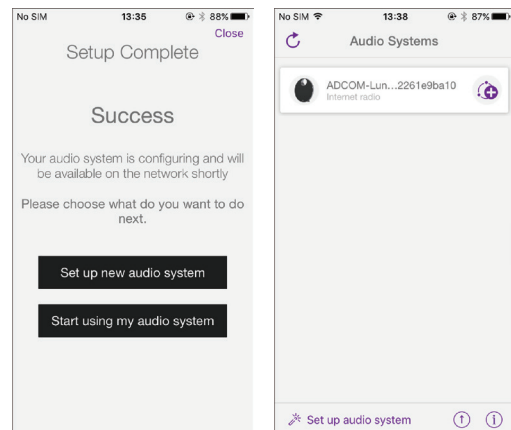 No SIM 13:35 88%
Close
Setup Complete
Success
Your audio system is configuring and will
be available on the network shortly
Please choose what do you want to do
next.
Set up new audio system
Start using my audio system
No SIM 13:38 87%
Audio Systems
ADCOM-Lun...2261e9ba10
Internet radio
Set up audio system